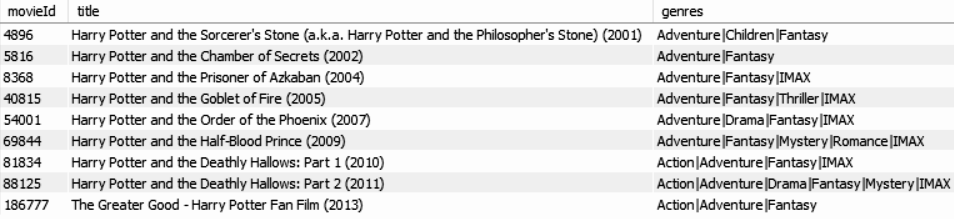 movieId title genres
4896 Harry Potter and the Sorcerer's Stone (a.k.a. Harry Potter and the Philosopher's Stone) (2001) Adventure|Children|Fantasy
5816 Harry Potter and the Chamber of Secrets (2002) Adventure|Fantasy
8368 Harry Potter and the Prisoner of Azkaban (2004) Adventure|Fantasy|IMAX
40815 Harry Potter and the Goblet of Fire (2005) Adventure|Fantasy|Thriller|IMAX
54001 Harry Potter and the Order of the Phoenix (2007) Adventure|Drama|Fantasy|IMAX
69844 Harry Potter and the Half-Blood Prince (2009) Adventure|Fantasy|Mystery|Romance|IMAX
81834 Harry Potter and the Deathly Hallows: Part 1 (2010) Action|Adventure|Fantasy|IMAX
88125 Harry Potter and the Deathly Hallows: Part 2 (2011) Action|Adventure|Drama|Fantasy|Mystery|IMAX
186777 The Greater Good - Harry Potter Fan Film (2013) Action|Adventure|Fantasy